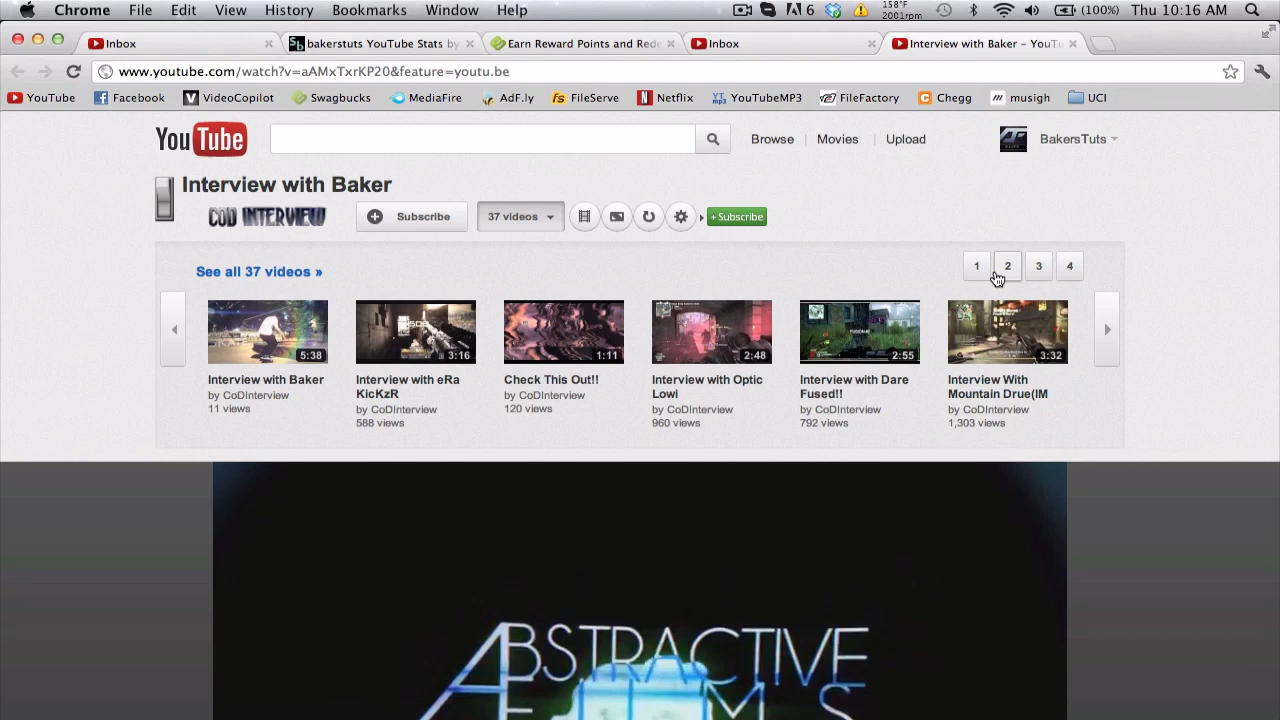 Chrome File Edit View History Bookmarks Window Help 6 158°F 2001rpm (100%) Thu 10:16 AM
Inbox bakerstuts YouTube Stats by Earn Reward Points and Rede Inbox Interview with Baker – YouTu
www.youtube.com/watch?v=aAMxTxrKP20&feature=youtu.be
YouTube Facebook VideoCopilot Swagbucks MediaFire AdF.ly FileServe Netflix YouTubeMP3 FileFactory Chegg musigh UCI
YouTube Browse Movies Upload BakersTuts
Interview with Baker
COD INTERVIEW Subscribe 37 videos +Subscribe
See all 37 videos » 1 2 3 4
5:38 3:16 1:11 2:48 2:55 3:32
Interview with Baker
by CoDInterview
11 views
Interview with eRa
KicKzR
by CoDInterview
588 views
Check This Out!!
by CoDInterview
120 views
Interview with Optic
Lowi
by CoDInterview
960 views
Interview with Dare
Fused!!
by CoDInterview
792 views
Interview With
Mountain Drue(IM
by CoDInterview
1,303 views
ABSTRACTIVE